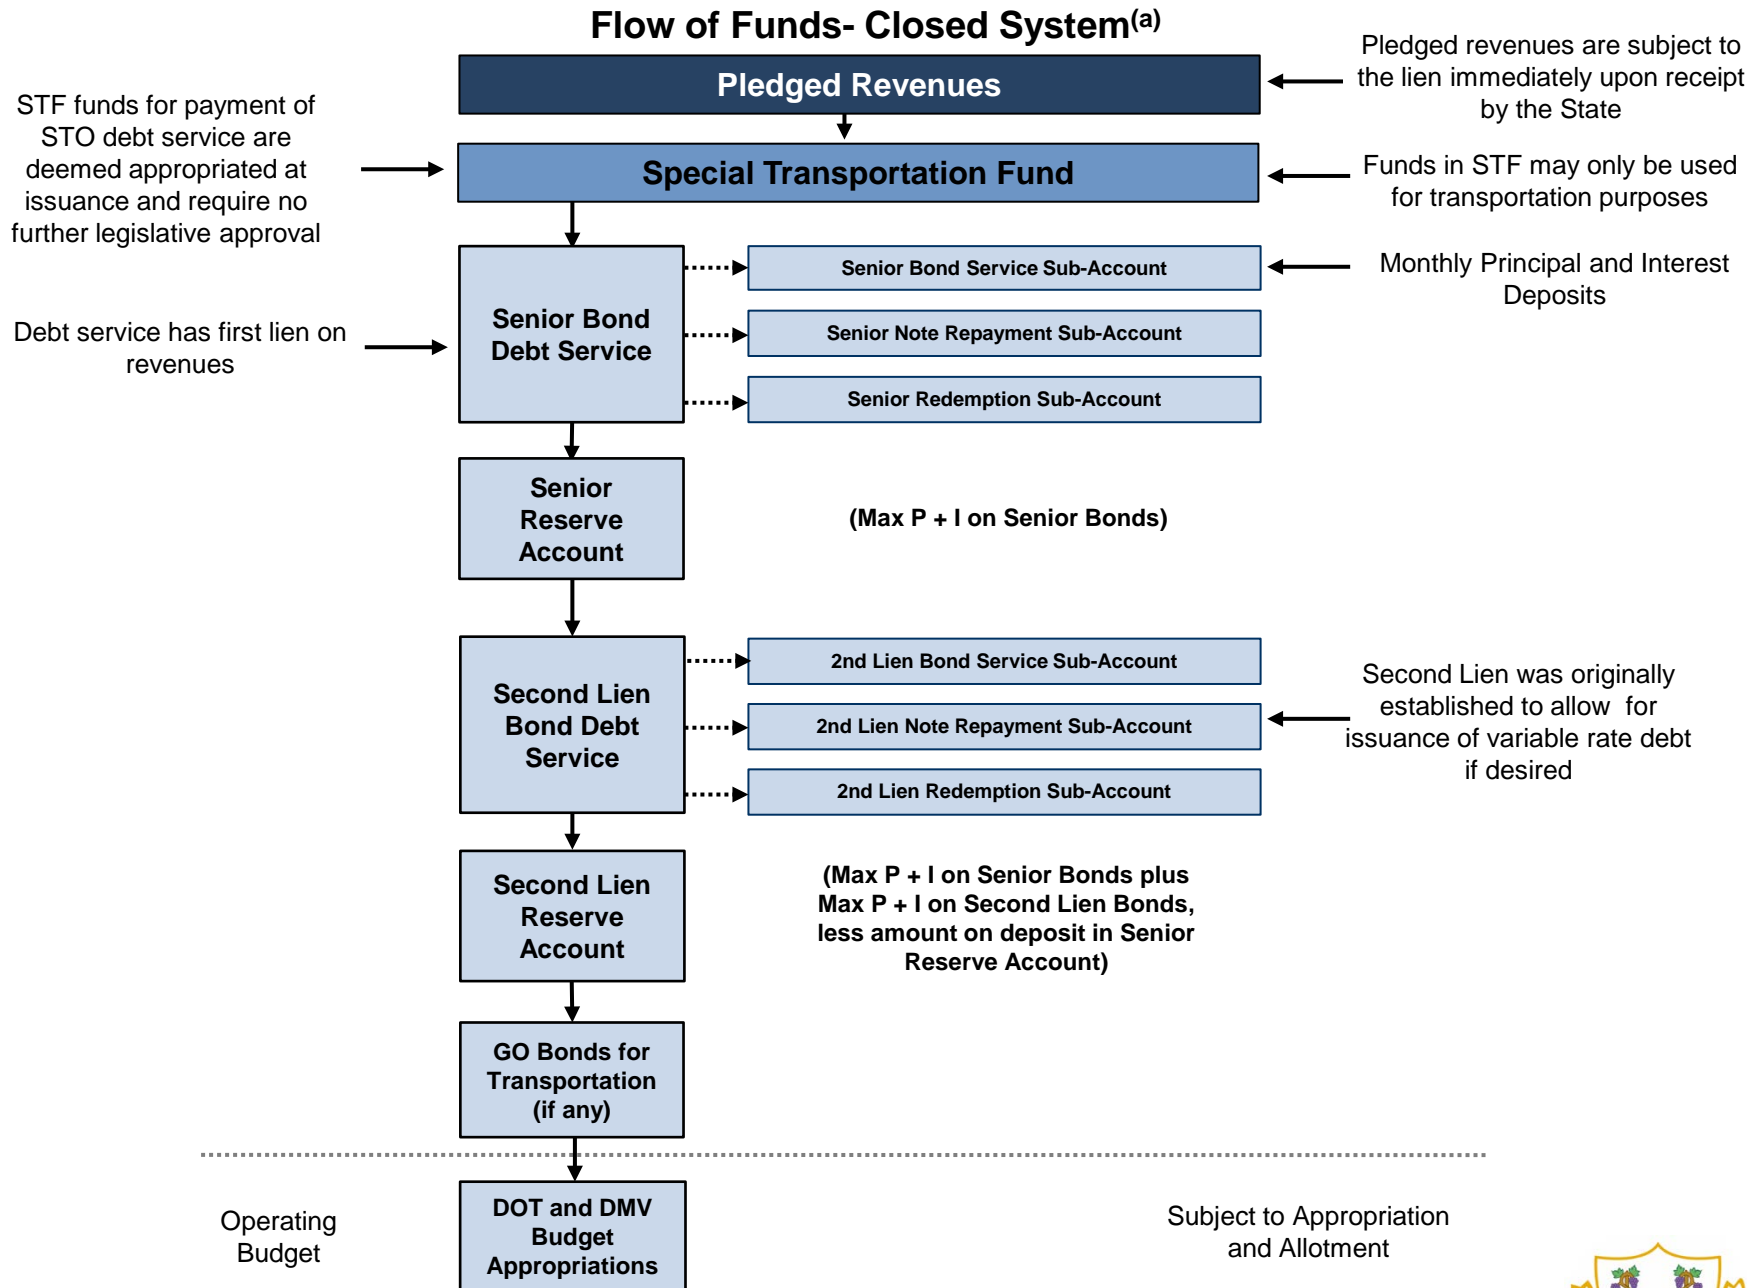 Flow of Funds- Closed System(a)
Pledged Revenues
Pledged revenues are subject to
the lien immediately upon receipt
by the State
STF funds for payment of
STO debt service are
deemed appropriated at
issuance and require no
further legislative approval
Special Transportation Fund
Funds in STF may only be used
for transportation purposes
Debt service has first lien on
revenues
Senior Bond
Debt Service
Senior Bond Service Sub-Account
Senior Note Repayment Sub-Account
Senior Redemption Sub-Account
Monthly Principal and Interest
Deposits
Senior
Reserve
Account
(Max P + I on Senior Bonds)
Second Lien
Bond Debt
Service
2nd Lien Bond Service Sub-Account
2nd Lien Note Repayment Sub-Account
2nd Lien Redemption Sub-Account
Second Lien was originally
established to allow for
issuance of variable rate debt
if desired
Second Lien
Reserve
Account
(Max P + I on Senior Bonds plus
Max P + I on Second Lien Bonds,
less amount on deposit in Senior
Reserve Account)
GO Bonds for
Transportation
(if any)
Operating
Budget
DOT and DMV
Budget
Appropriations
Subject to Appropriation
and Allotment